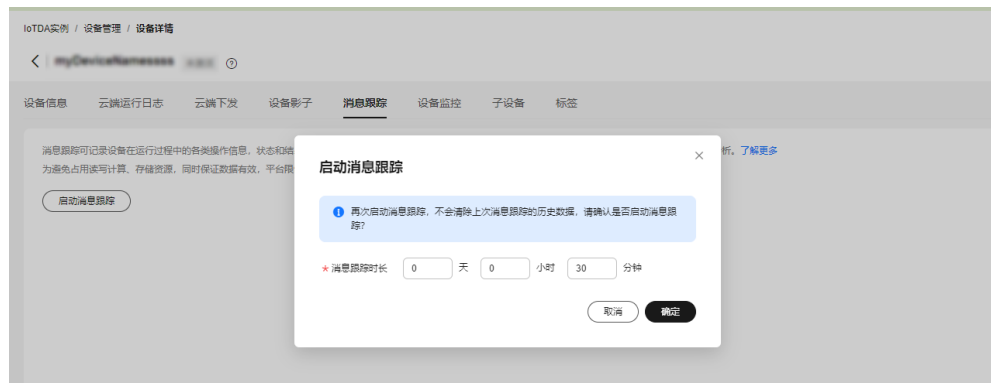 IoTDA实例 / 设备管理 / 设备详情
设备信息 云端运行日志 云端下发 设备影子 消息跟踪 设备监控 子设备 标签
消息跟踪可记录设备在运行过程中的各类操作信息，状态和结
析。了解更多
为避免占用读写计算、存储资源，同时保证数据有效，平台限
启动消息跟踪
启动消息跟踪
再次启动消息跟踪，不会清除上次消息跟踪的历史数据，请确认是否启动消息跟
踪?
* 消息跟踪时长 0 天 0 小时 30 分钟
取消 确定